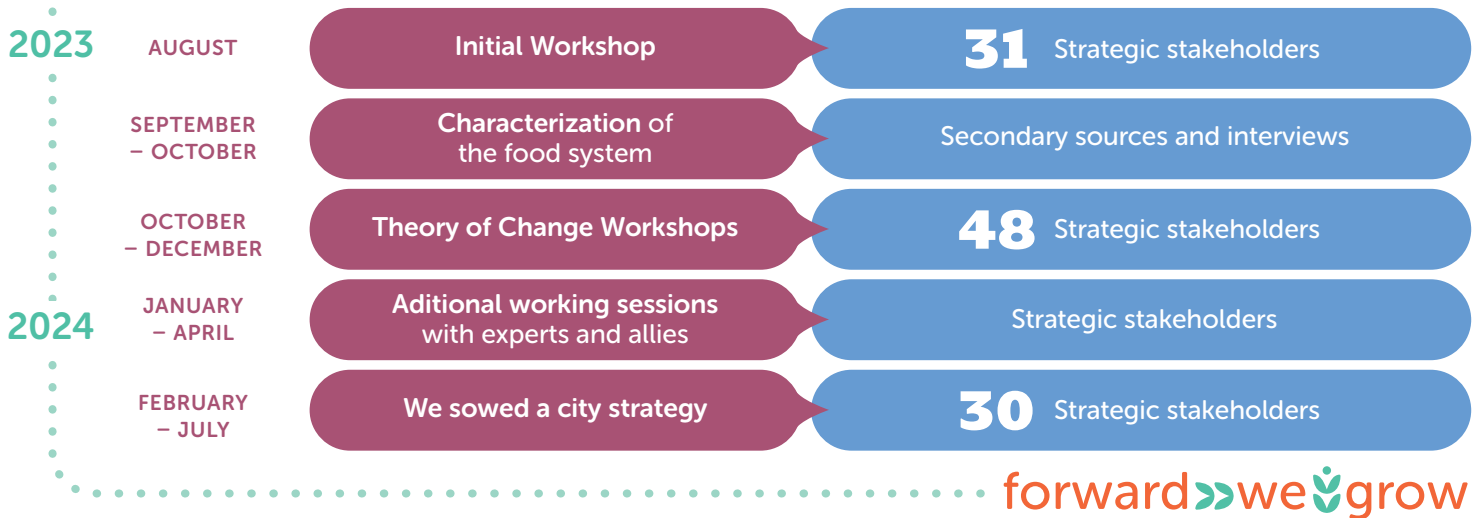 2023
AUGUST
Initial Workshop
31 Strategic stakeholders
SEPTEMBER
– OCTOBER
Characterization of
the food system
Secondary sources and interviews
OCTOBER
– DECEMBER
Theory of Change Workshops
48 Strategic stakeholders
2024
JANUARY
– APRIL
Aditional working sessions
with experts and allies
Strategic stakeholders
FEBRUARY
– JULY
We sowed a city strategy
30 Strategic stakeholders
forward we grow